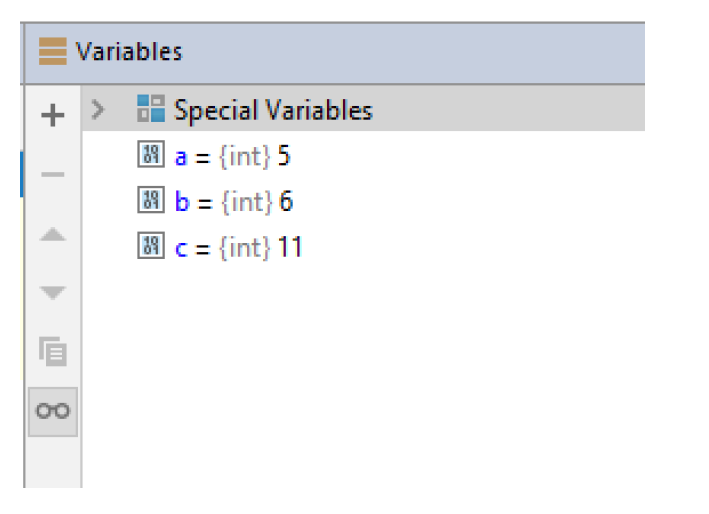 Variables
Special Variables
a = {int} 5
b = {int} 6
c = {int} 11